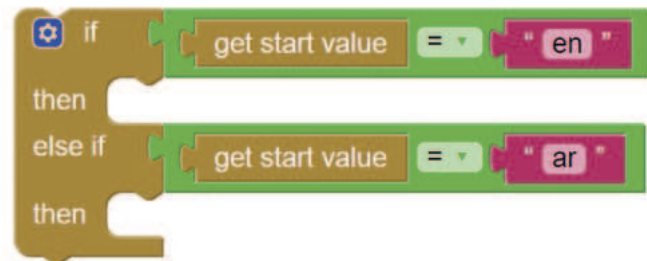 if get start value = " en "
then
else if get start value = " ar "
then